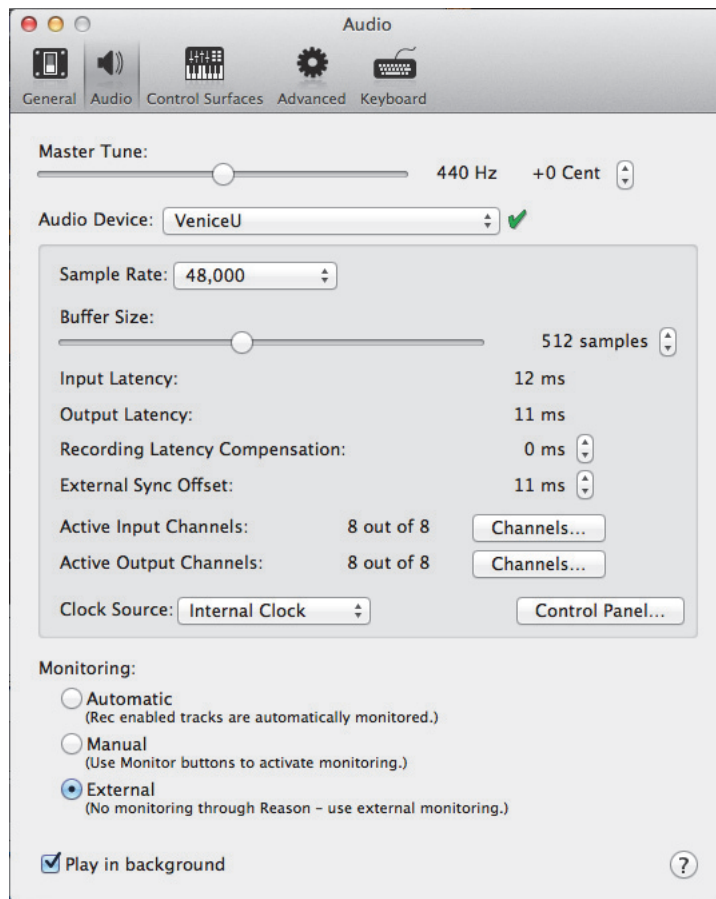 Audio
General Audio Control Surfaces Advanced Keyboard
Master Tune:
440 Hz +0 Cent
Audio Device: VeniceU
Sample Rate: 48,000
Buffer Size:
512 samples
Input Latency: 12 ms
Output Latency: 11 ms
Recording Latency Compensation: 0 ms
External Sync Offset: 11 ms
Active Input Channels: 8 out of 8 Channels...
Active Output Channels: 8 out of 8 Channels...
Clock Source: Internal Clock Control Panel...
Monitoring:
Automatic
(Rec enabled tracks are automatically monitored.)
Manual
(Use Monitor buttons to activate monitoring.)
External
(No monitoring through Reason – use external monitoring.)
Play in background ?